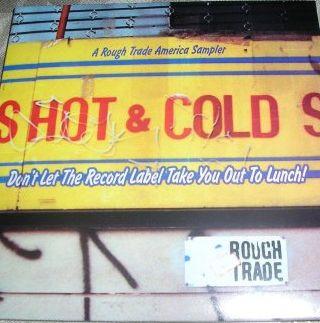 A Rough Trade America Sampler
S HOT & COLD S
Don't Let The Record Label Take You Out To Lunch!
ROUGH
TRADE